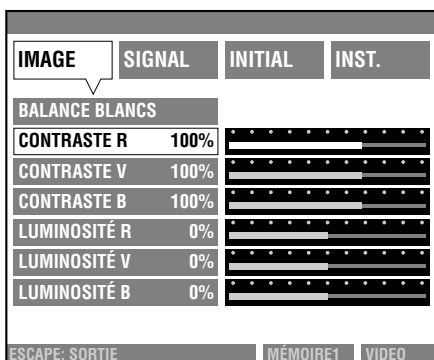 IMAGE SIGNAL INITIAL INST.
BALANCE BLANCS
CONTRASTE R 100%
CONTRASTE V 100%
CONTRASTE B 100%
LUMINOSITÉ R 0%
LUMINOSITÉ V 0%
LUMINOSITÉ B 0%
ESCAPE: SORTIE MÉMOIRE1 VIDEO